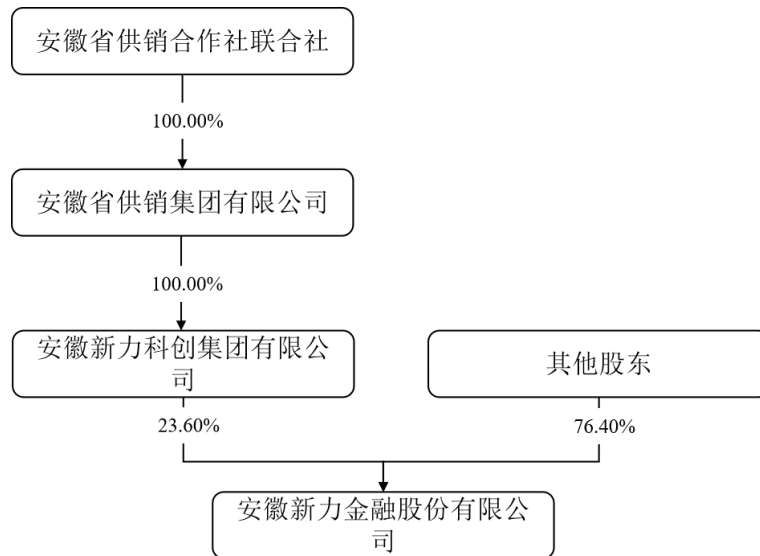 安徽省供销合作社联合社
100.00%
安徽省供销集团有限公司
100.00%
安徽新力科创集团有限公
司
其他股东
23.60%
76.40%
安徽新力金融股份有限公
司